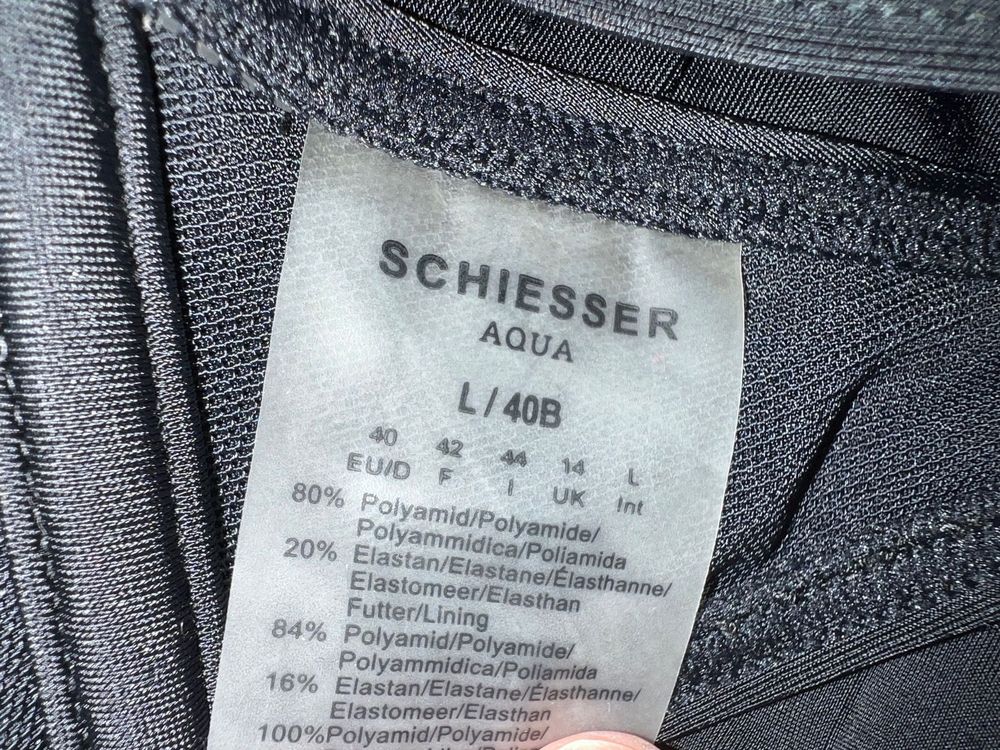 SCHIESSER
AQUA
L / 40B
40 42 44 14 L
EU/D F I UK Int
80% Polyamid/Polyamide/
Polyammidica/Poliamida
20% Elastan/Elastane/Élasthanne/
Elastomeer/Elasthan
Futter/Lining
84% Polyamid/Polyamide/
Polyammidica/Poliamida
16% Elastan/Elastane/Élasthanne/
Elastomeer/Elasthan
100%Polyamid/Polyamide/